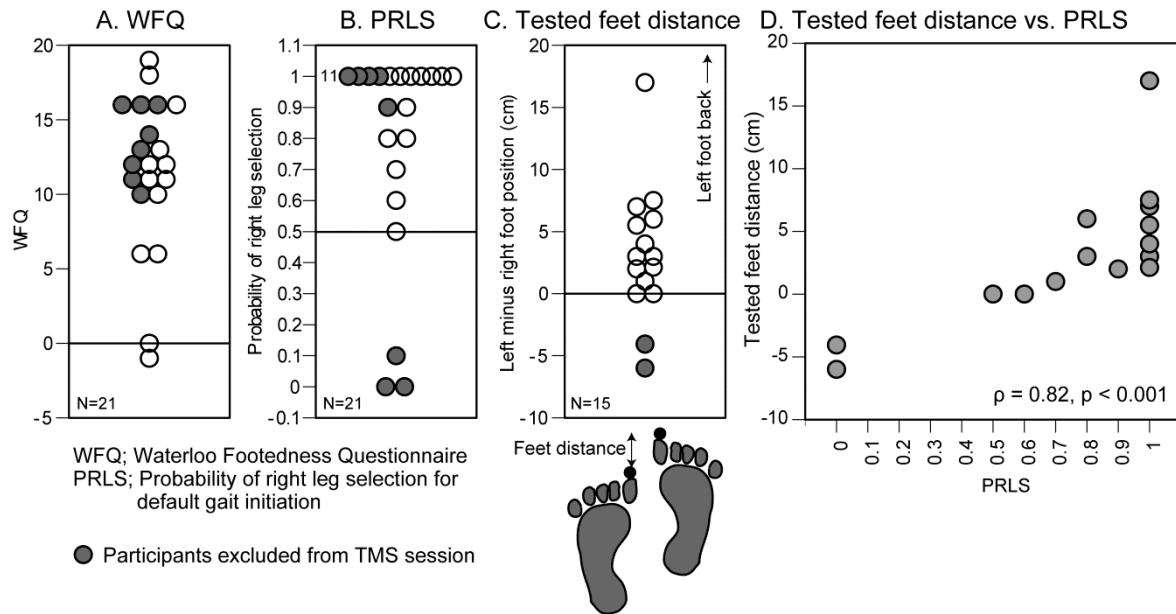 A. WFQ
20
15
10
5
0
-5
WFQ
N=21
B. PRLS
1.1
1
0.9
0.8
0.7
0.6
0.5
0.4
0.3
0.2
0.1
0
-0.1
Probability of right leg selection
11
N=21
C. Tested feet distance
20
15
10
5
0
-5
-10
Left minus right foot position (cm)
Left foot back
N=15
D. Tested feet distance vs. PRLS
20
15
10
5
0
-5
-10
Tested feet distance (cm)
ρ = 0.82, p < 0.001
0
0.1
0.2
0.3
0.4
0.5
0.6
0.7
0.8
0.9
1
PRLS
WFQ; Waterloo Footedness Questionnaire
PRLS; Probability of right leg selection for
default gait initiation
Participants excluded from TMS session
Feet distance